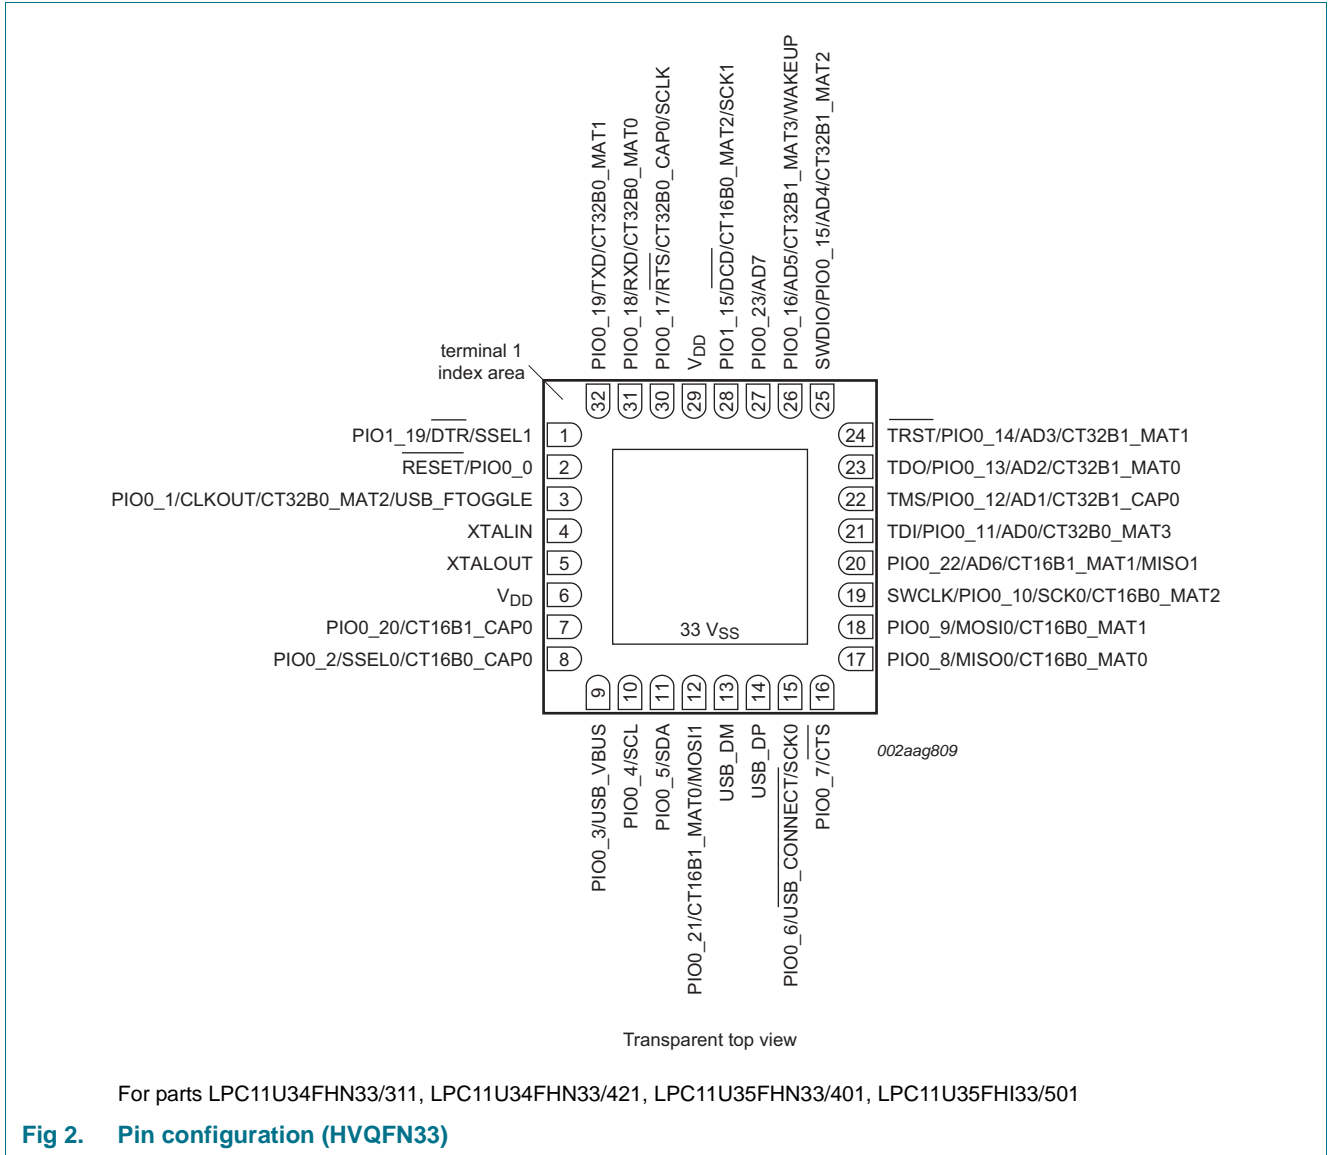 PIO0_19/TXD/CT32B0_MAT1
PIO0_18/RXD/CT32B0_MAT0
PIO0_17/RTS/CT32B0_CAP0/SCLK
VDD
PIO1_15/DCD/CT16B0_MAT2/SCK1
PIO0_23/AD7
PIO0_16/AD5/CT32B1_MAT3/WAKEUP
SWDIO/PIO0_15/AD4/CT32B1_MAT2
terminal 1
index area
32 31 30 29 28 27 26 25
PIO1_19/DTR/SSEL1 1
RESET/PIO0_0 2
PIO0_1/CLKOUT/CT32B0_MAT2/USB_FTOGGLE 3
XTALIN 4
XTALOUT 5
VDD 6
PIO0_20/CT16B1_CAP0 7
PIO0_2/SSEL0/CT16B0_CAP0 8
24 TRST/PIO0_14/AD3/CT32B1_MAT1
23 TDO/PIO0_13/AD2/CT32B1_MAT0
22 TMS/PIO0_12/AD1/CT32B1_CAP0
21 TDI/PIO0_11/AD0/CT32B0_MAT3
20 PIO0_22/AD6/CT16B1_MAT1/MISO1
19 SWCLK/PIO0_10/SCK0/CT16B0_MAT2
18 PIO0_9/MOSI0/CT16B0_MAT1
17 PIO0_8/MISO0/CT16B0_MAT0
33 VSS
9 10 11 12 13 14 15 16
PIO0_3/USB_VBUS
PIO0_4/SCL
PIO0_5/SDA
PIO0_21/CT16B1_MAT0/MOSI1
USB_DM
USB_DP
PIO0_6/USB_CONNECT/SCK0
PIO0_7/CTS
002aag809
Transparent top view
For parts LPC11U34FHN33/311, LPC11U34FHN33/421, LPC11U35FHN33/401, LPC11U35FHI33/501
Fig 2. Pin configuration (HVQFN33)